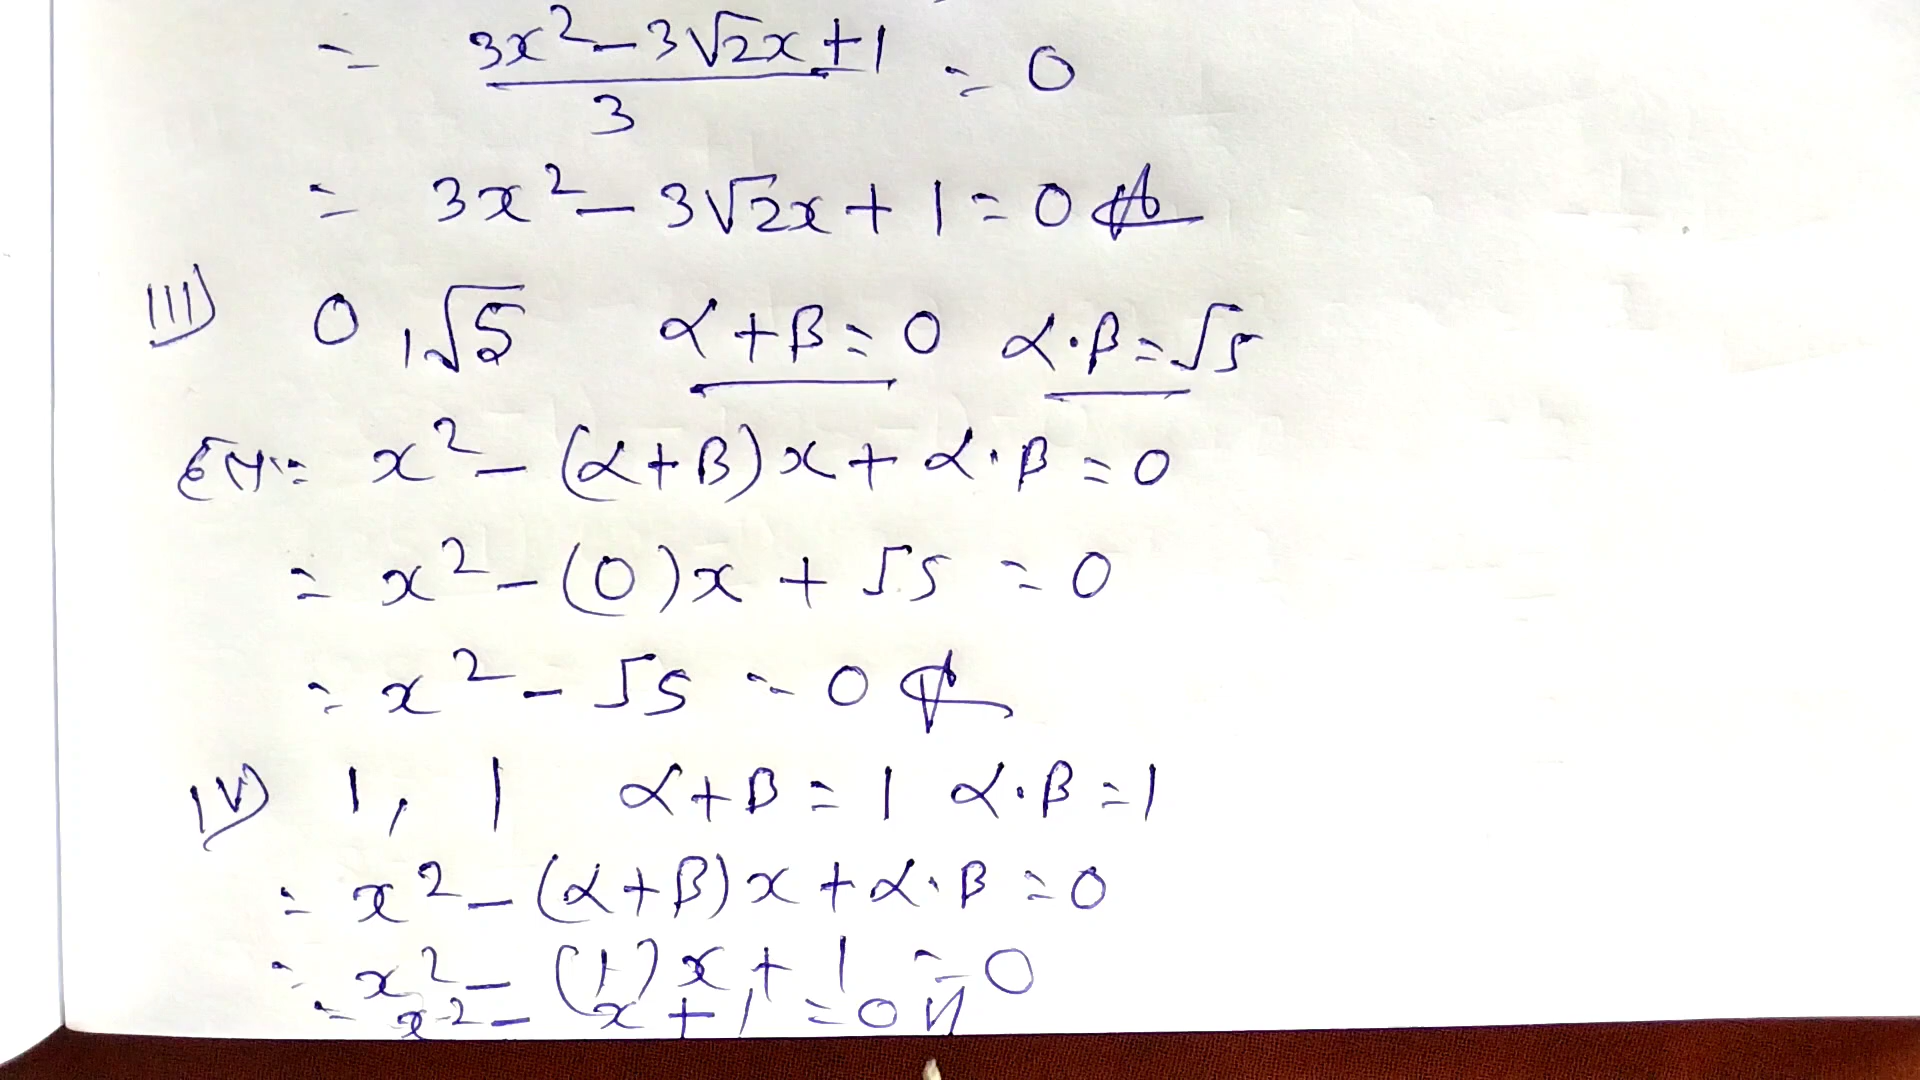 = 3x²-3√2x+1 / 3 = 0
= 3x² - 3√2x + 1 = 0
III) 0, √5 α+β = 0 α·β = √5
x² - (α+β)x + α·β = 0
= x² - (0)x + √5 = 0
= x² - √5 = 0
IV) 1, 1 α+β = 1 α·β = 1
= x² - (α+β)x + α·β = 0
= x² - (1)x + 1 = 0
= x² - x + 1 = 0